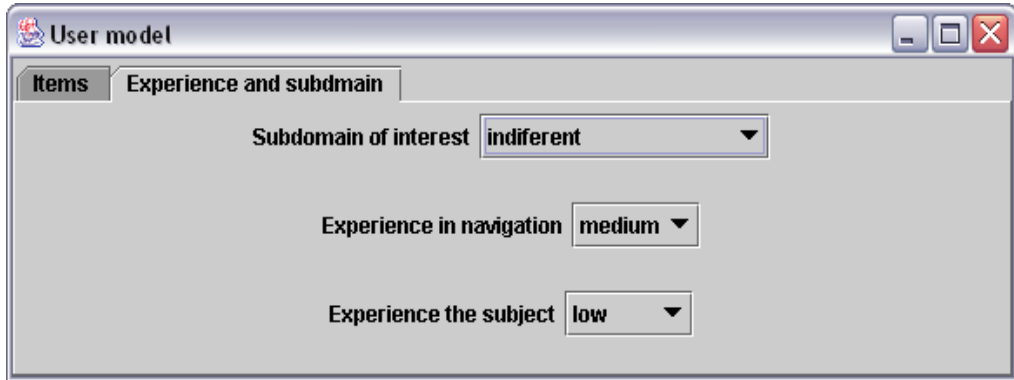 User model
Items Experience and subdmain
Subdomain of interest indiferent
Experience in navigation medium
Experience the subject low